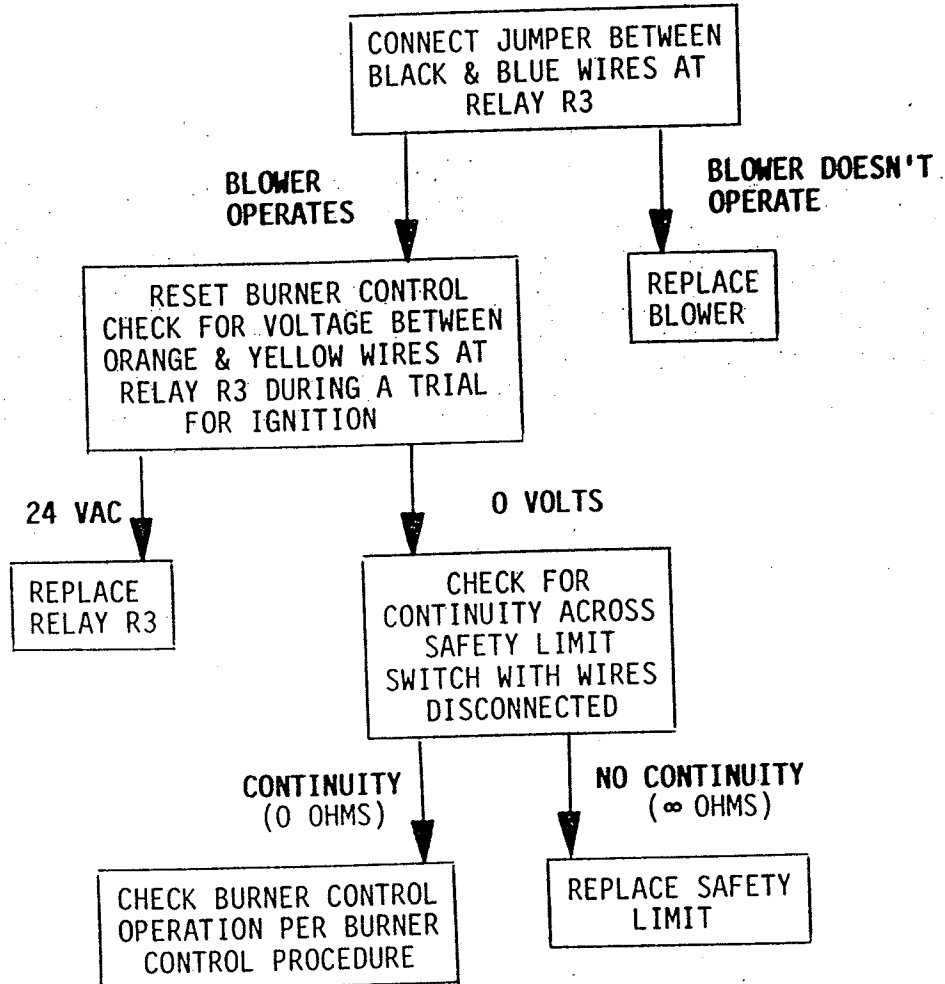 CONNECT JUMPER BETWEEN
BLACK & BLUE WIRES AT
RELAY R3
BLOWER
OPERATES
BLOWER DOESN'T
OPERATE
RESET BURNER CONTROL
CHECK FOR VOLTAGE BETWEEN
ORANGE & YELLOW WIRES AT
RELAY R3 DURING A TRIAL
FOR IGNITION
REPLACE
BLOWER
24 VAC
0 VOLTS
REPLACE
RELAY R3
CHECK FOR
CONTINUITY ACROSS
SAFETY LIMIT
SWITCH WITH WIRES
DISCONNECTED
CONTINUITY
(0 OHMS)
NO CONTINUITY
(∞ OHMS)
CHECK BURNER CONTROL
OPERATION PER BURNER
CONTROL PROCEDURE
REPLACE SAFETY
LIMIT